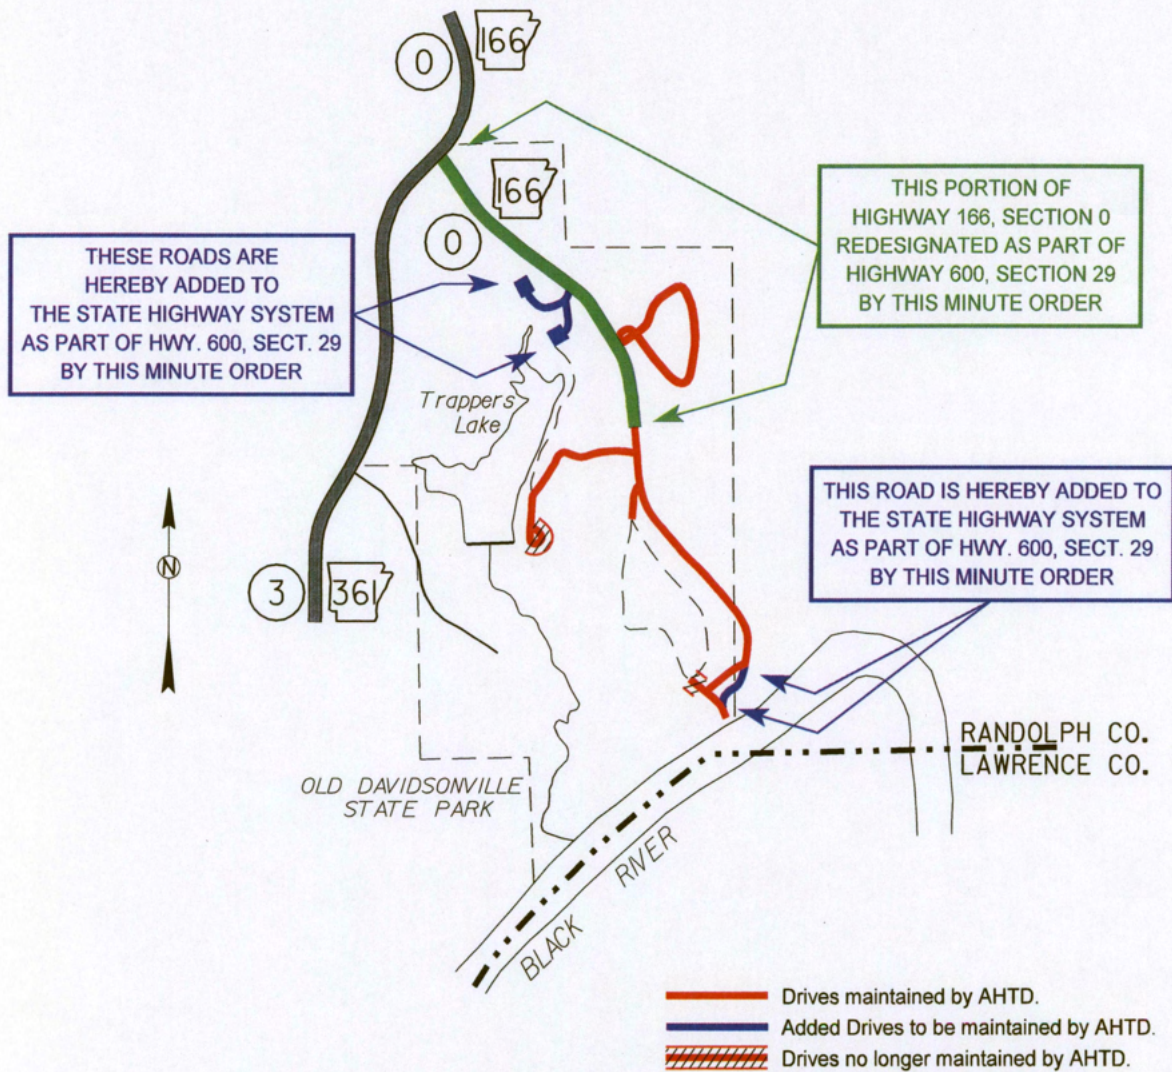 0
166
166
0
THIS PORTION OF
HIGHWAY 166, SECTION 0
REDESIGNATED AS PART OF
HIGHWAY 600, SECTION 29
BY THIS MINUTE ORDER
THESE ROADS ARE
HEREBY ADDED TO
THE STATE HIGHWAY SYSTEM
AS PART OF HWY. 600, SECT. 29
BY THIS MINUTE ORDER
Trappers
Lake
THIS ROAD IS HEREBY ADDED TO
THE STATE HIGHWAY SYSTEM
AS PART OF HWY. 600, SECT. 29
BY THIS MINUTE ORDER
N
3
361
RANDOLPH CO.
LAWRENCE CO.
OLD DAVIDSONVILLE
STATE PARK
BLACK RIVER
Drives maintained by AHTD.
Added Drives to be maintained by AHTD.
Drives no longer maintained by AHTD.